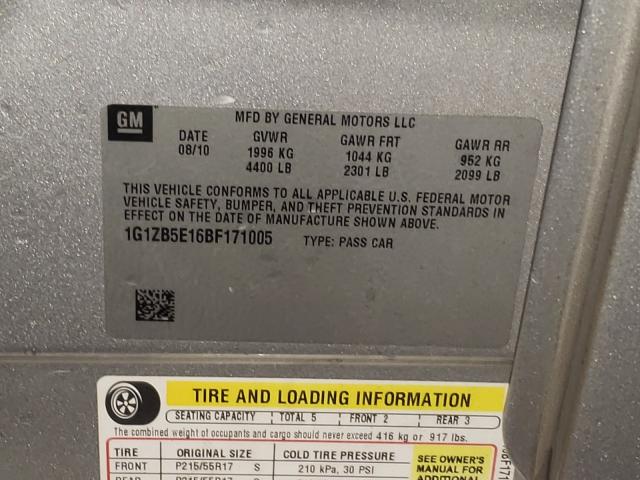 GM
MFD BY GENERAL MOTORS LLC
DATE GVWR GAWR FRT GAWR RR
08/10 1996 KG 1044 KG 952 KG
4400 LB 2301 LB 2099 LB
THIS VEHICLE CONFORMS TO ALL APPLICABLE U.S. FEDERAL MOTOR
VEHICLE SAFETY, BUMPER, AND THEFT PREVENTION STANDARDS IN
EFFECT ON THE DATE OF MANUFACTURE SHOWN ABOVE.
1G1ZB5E16BF171005 TYPE: PASS CAR
TIRE AND LOADING INFORMATION
SEATING CAPACITY TOTAL 5 FRONT 2 REAR 3
The combined weight of occupants and cargo should never exceed 416 kg or 917 lbs.
TIRE ORIGINAL SIZE COLD TIRE PRESSURE
FRONT P215/55R17 S 210 kPa, 30 PSI
SEE OWNER'S
MANUAL FOR
ADDITIONAL